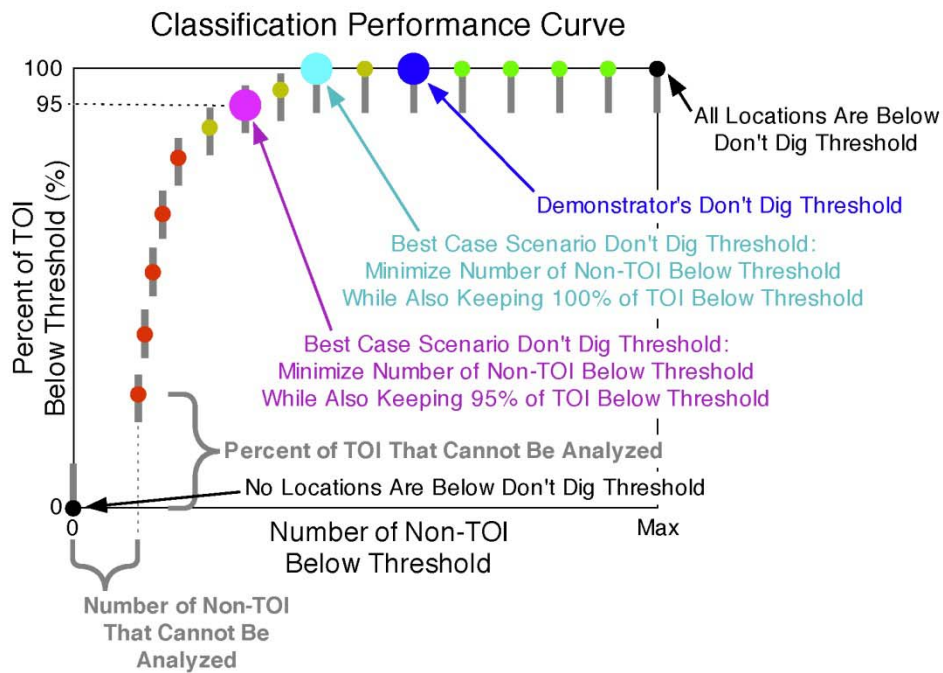 Classification Performance Curve
100
95
0
Percent of TOI
Below Threshold (%)
All Locations Are Below
Don't Dig Threshold
Demonstrator's Don't Dig Threshold
Best Case Scenario Don't Dig Threshold:
Minimize Number of Non-TOI Below Threshold
While Also Keeping 100% of TOI Below Threshold
Best Case Scenario Don't Dig Threshold:
Minimize Number of Non-TOI Below Threshold
While Also Keeping 95% of TOI Below Threshold
Percent of TOI That Cannot Be Analyzed
No Locations Are Below Don't Dig Threshold
0
Max
Number of Non-TOI
Below Threshold
Number of Non-TOI
That Cannot Be
Analyzed